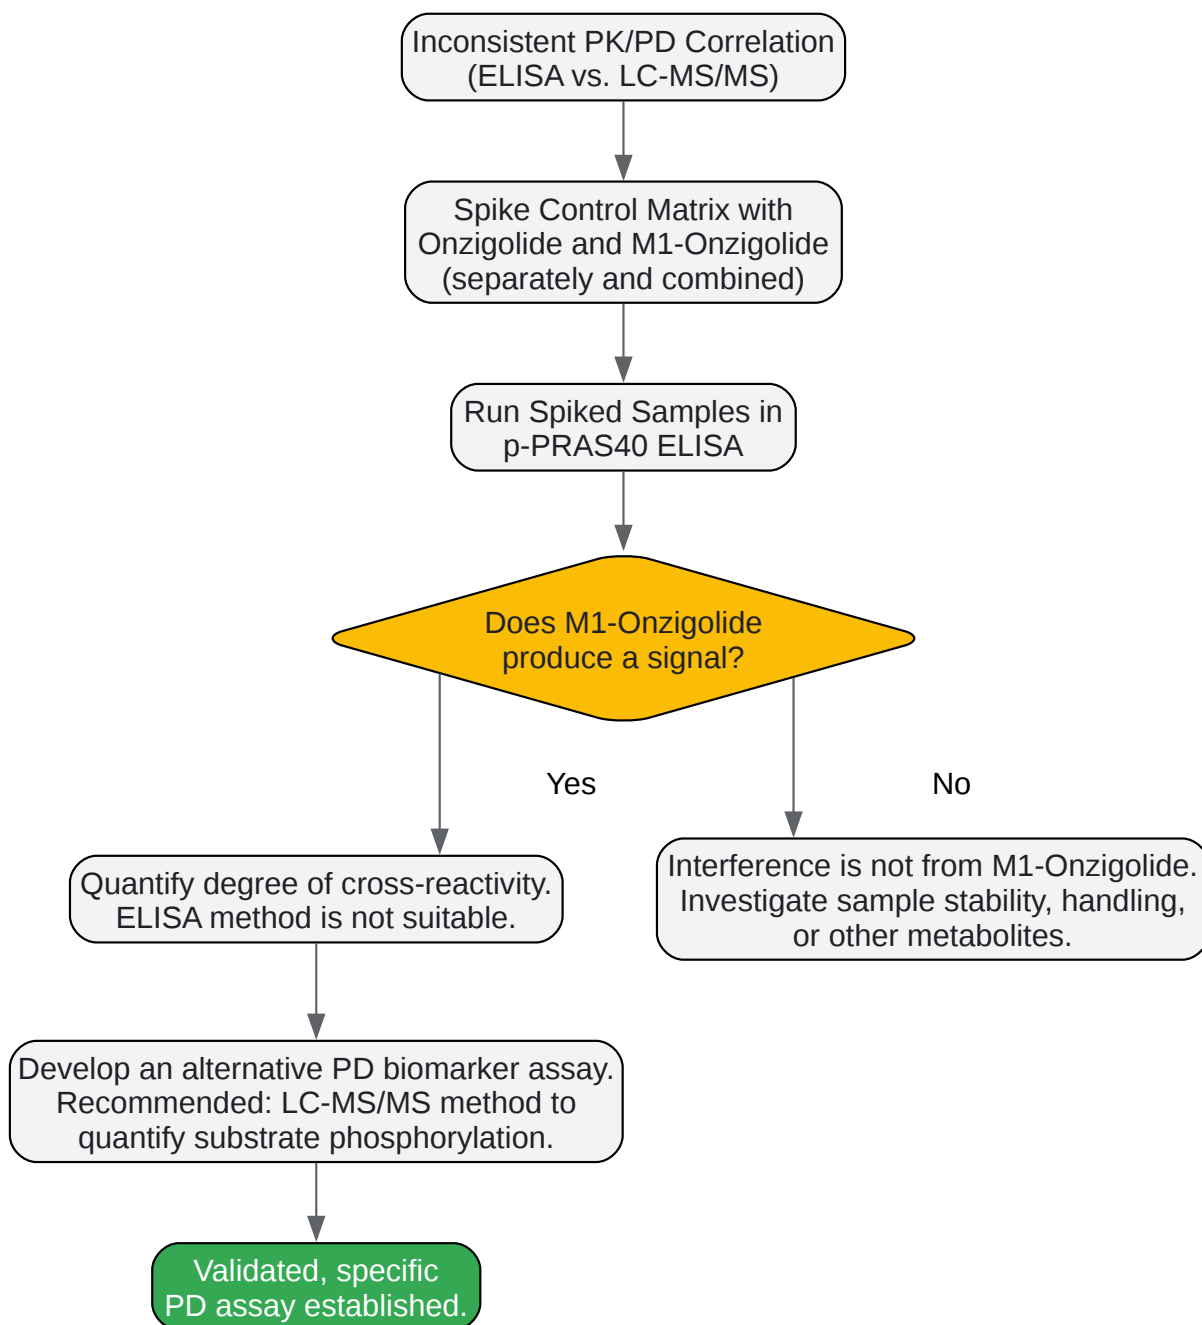 Inconsistent PK/PD Correlation
(ELISA vs. LC-MS/MS)
Spike Control Matrix with
Onzigolide and M1-Onzigolide
(separately and combined)
Run Spiked Samples in
p-PRAS40 ELISA
Does M1-Onzigolide
produce a signal?
Yes
No
Quantify degree of cross-reactivity.
ELISA method is not suitable.
Interference is not from M1-Onzigolide.
Investigate sample stability, handling,
or other metabolites.
Develop an alternative PD biomarker assay.
Recommended: LC-MS/MS method to
quantify substrate phosphorylation.
Validated, specific
PD assay established.